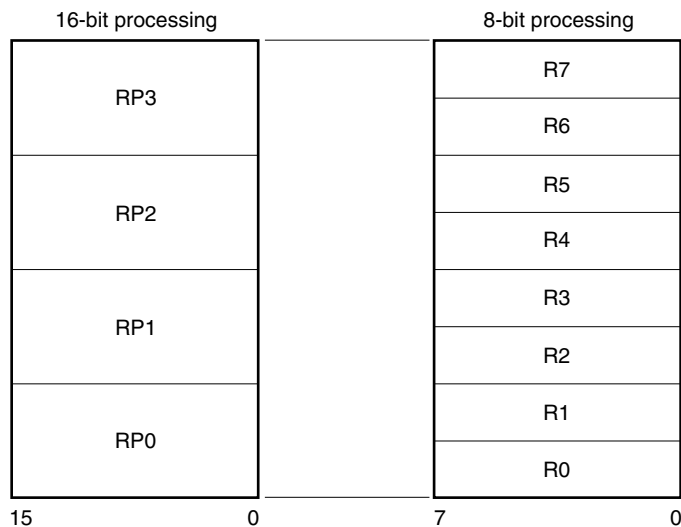 16-bit processing
8-bit processing
RP3
RP2
RP1
RP0
R7
R6
R5
R4
R3
R2
R1
R0
15 0
7 0